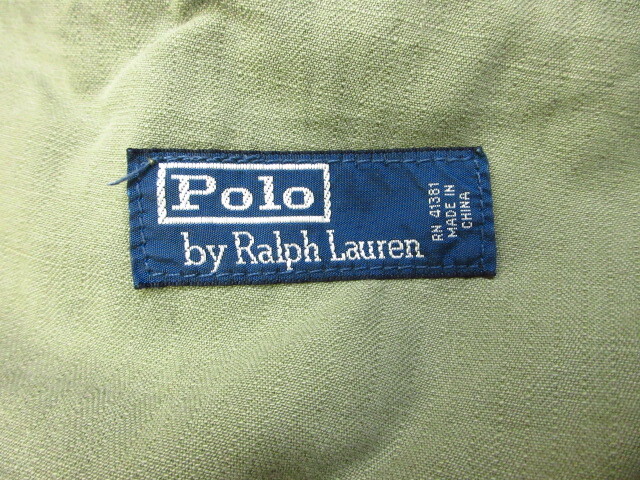 Polo
by Ralph Lauren
RN 41381
MADE IN
CHINA